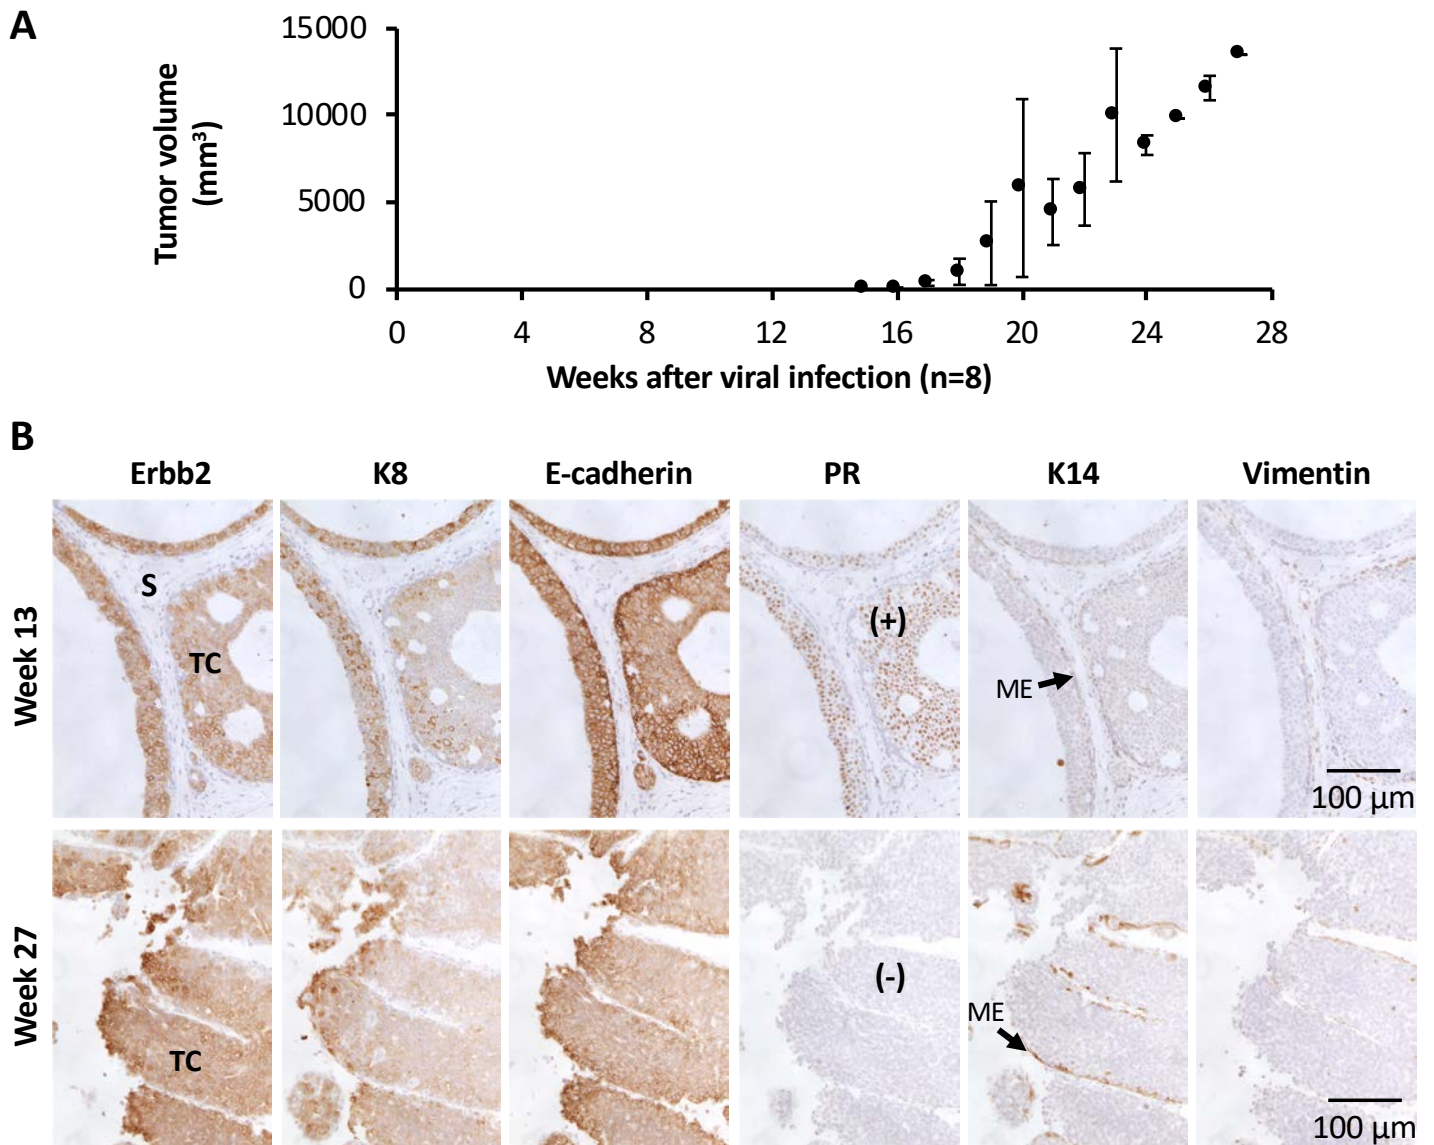 A
Tumor volume
(mm³)
15000
10000
5000
0
0 4 8 12 16 20 24 28
Weeks after viral infection (n=8)
B
Erbb2 K8 E-cadherin PR K14 Vimentin
Week 13
S
TC
(+)
ME
100 µm
Week 27
TC
(-)
ME
100 µm